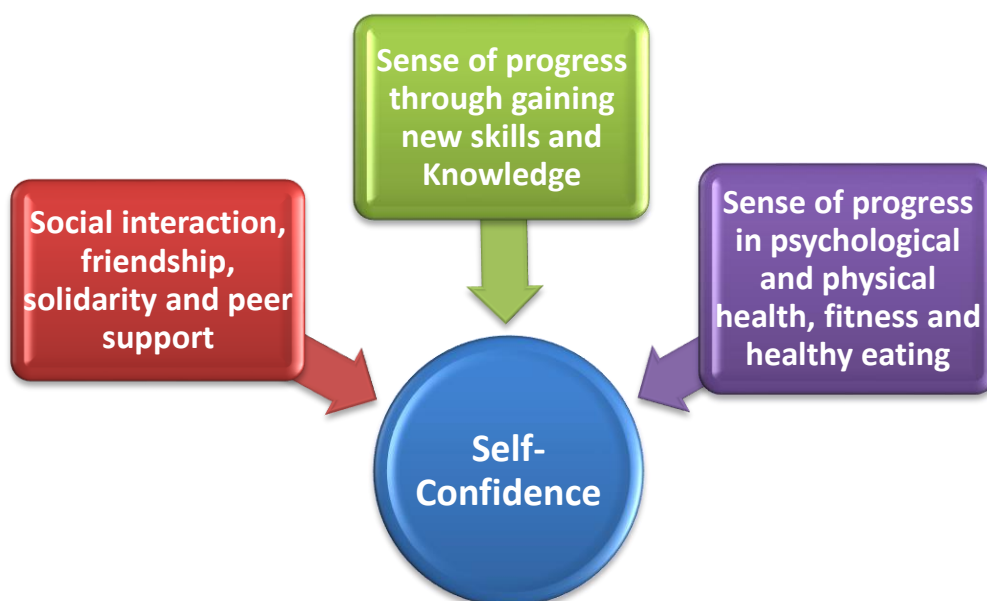 Sense of progress
through gaining
new skills and
Knowledge
Social interaction,
friendship,
solidarity and peer
support
Sense of progress
in psychological
and physical
health, fitness and
healthy eating
Self-
Confidence